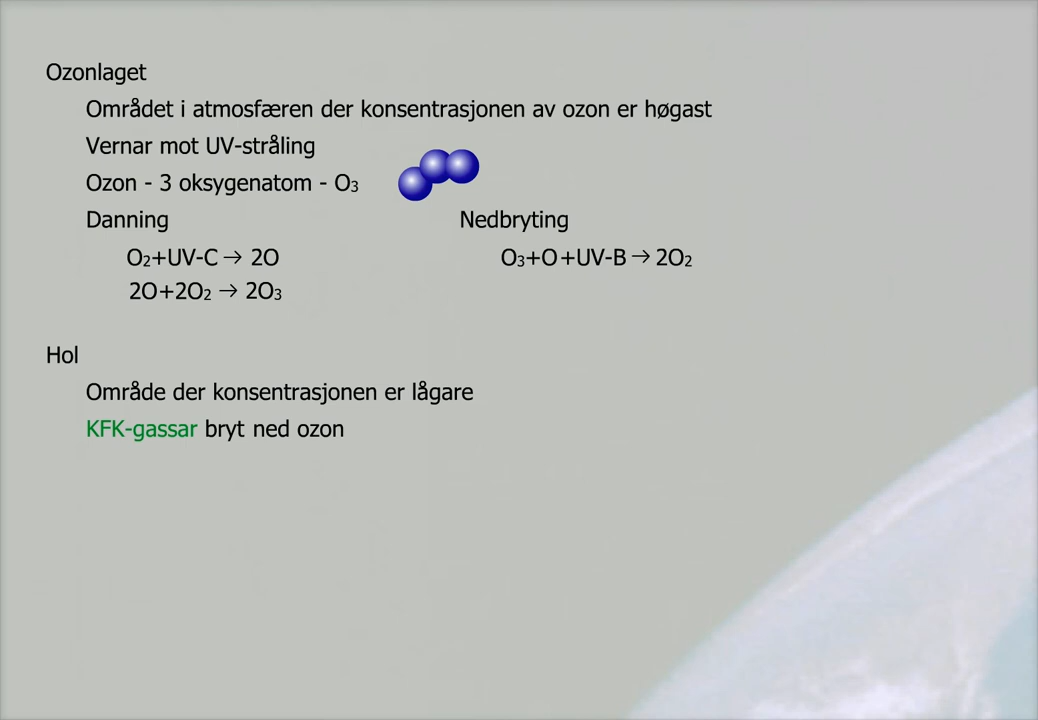 Ozonlaget
Området i atmosfæren der konsentrasjonen av ozon er høgast
Vernar mot UV-stråling
Ozon - 3 oksygenatom - O₃
Danning Nedbryting
O₂+UV-C → 2O O₃+O+UV-B → 2O₂
2O+2O₂ → 2O₃
Hol
Område der konsentrasjonen er lågare
KFK-gassar bryt ned ozon